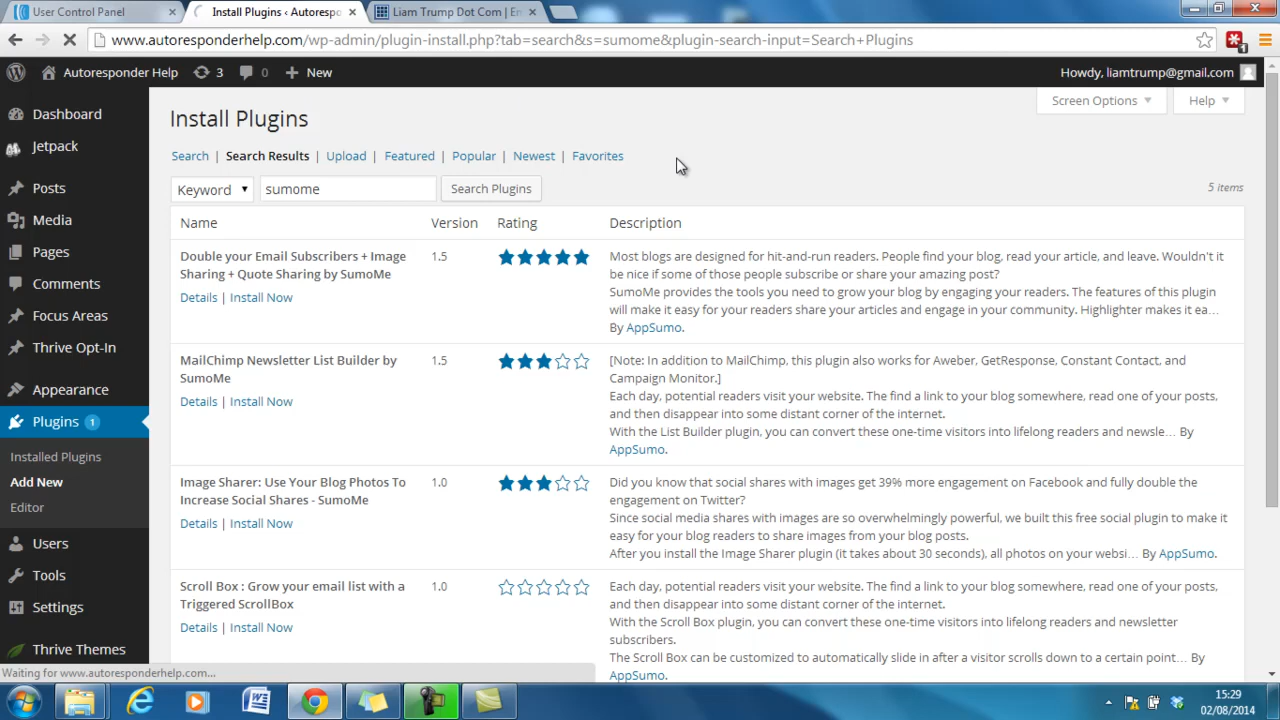 User Control Panel
Install Plugins ‹ Autorespo
Liam Trump Dot Com | En
www.autoresponderhelp.com/wp-admin/plugin-install.php?tab=search&s=sumome&plugin-search-input=Search+Plugins
1
Autoresponder Help 3 0 New
Howdy, liamtrump@gmail.com
Screen Options
Help
Dashboard
Jetpack
Posts
Media
Pages
Comments
Focus Areas
Thrive Opt-In
Appearance
Plugins 1
Installed Plugins
Add New
Editor
Users
Tools
Settings
Thrive Themes
Install Plugins
Search | Search Results | Upload | Featured | Popular | Newest | Favorites
Keyword sumome Search Plugins
5 items
Name Version Rating Description
Double your Email Subscribers + Image
Sharing + Quote Sharing by SumoMe
Details | Install Now
1.5
Most blogs are designed for hit-and-run readers. People find your blog, read your article, and leave. Wouldn't it
be nice if some of those people subscribe or share your amazing post?
SumoMe provides the tools you need to grow your blog by engaging your readers. The features of this plugin
will make it easy for your readers share your articles and engage in your community. Highlighter makes it ea…
By AppSumo.
MailChimp Newsletter List Builder by
SumoMe
Details | Install Now
1.5
[Note: In addition to MailChimp, this plugin also works for Aweber, GetResponse, Constant Contact, and
Campaign Monitor.]
Each day, potential readers visit your website. The find a link to your blog somewhere, read one of your posts,
and then disappear into some distant corner of the internet.
With the List Builder plugin, you can convert these one-time visitors into lifelong readers and newsle… By
AppSumo.
Image Sharer: Use Your Blog Photos To
Increase Social Shares - SumoMe
Details | Install Now
1.0
Did you know that social shares with images get 39% more engagement on Facebook and fully double the
engagement on Twitter?
Since social media shares with images are so overwhelmingly powerful, we built this free social plugin to make it
easy for your blog readers to share images from your blog posts.
After you install the Image Sharer plugin (it takes about 30 seconds), all photos on your websi… By AppSumo.
Scroll Box : Grow your email list with a
Triggered ScrollBox
Details | Install Now
1.0
Each day, potential readers visit your website. The find a link to your blog somewhere, read one of your posts,
and then disappear into some distant corner of the internet.
With the Scroll Box plugin, you can convert these one-time visitors into lifelong readers and newsletter
subscribers.
The Scroll Box can be customized to automatically slide in after a visitor scrolls down to a certain point… By
AppSumo.
Waiting for www.autoresponderhelp.com...
15:29
02/08/2014